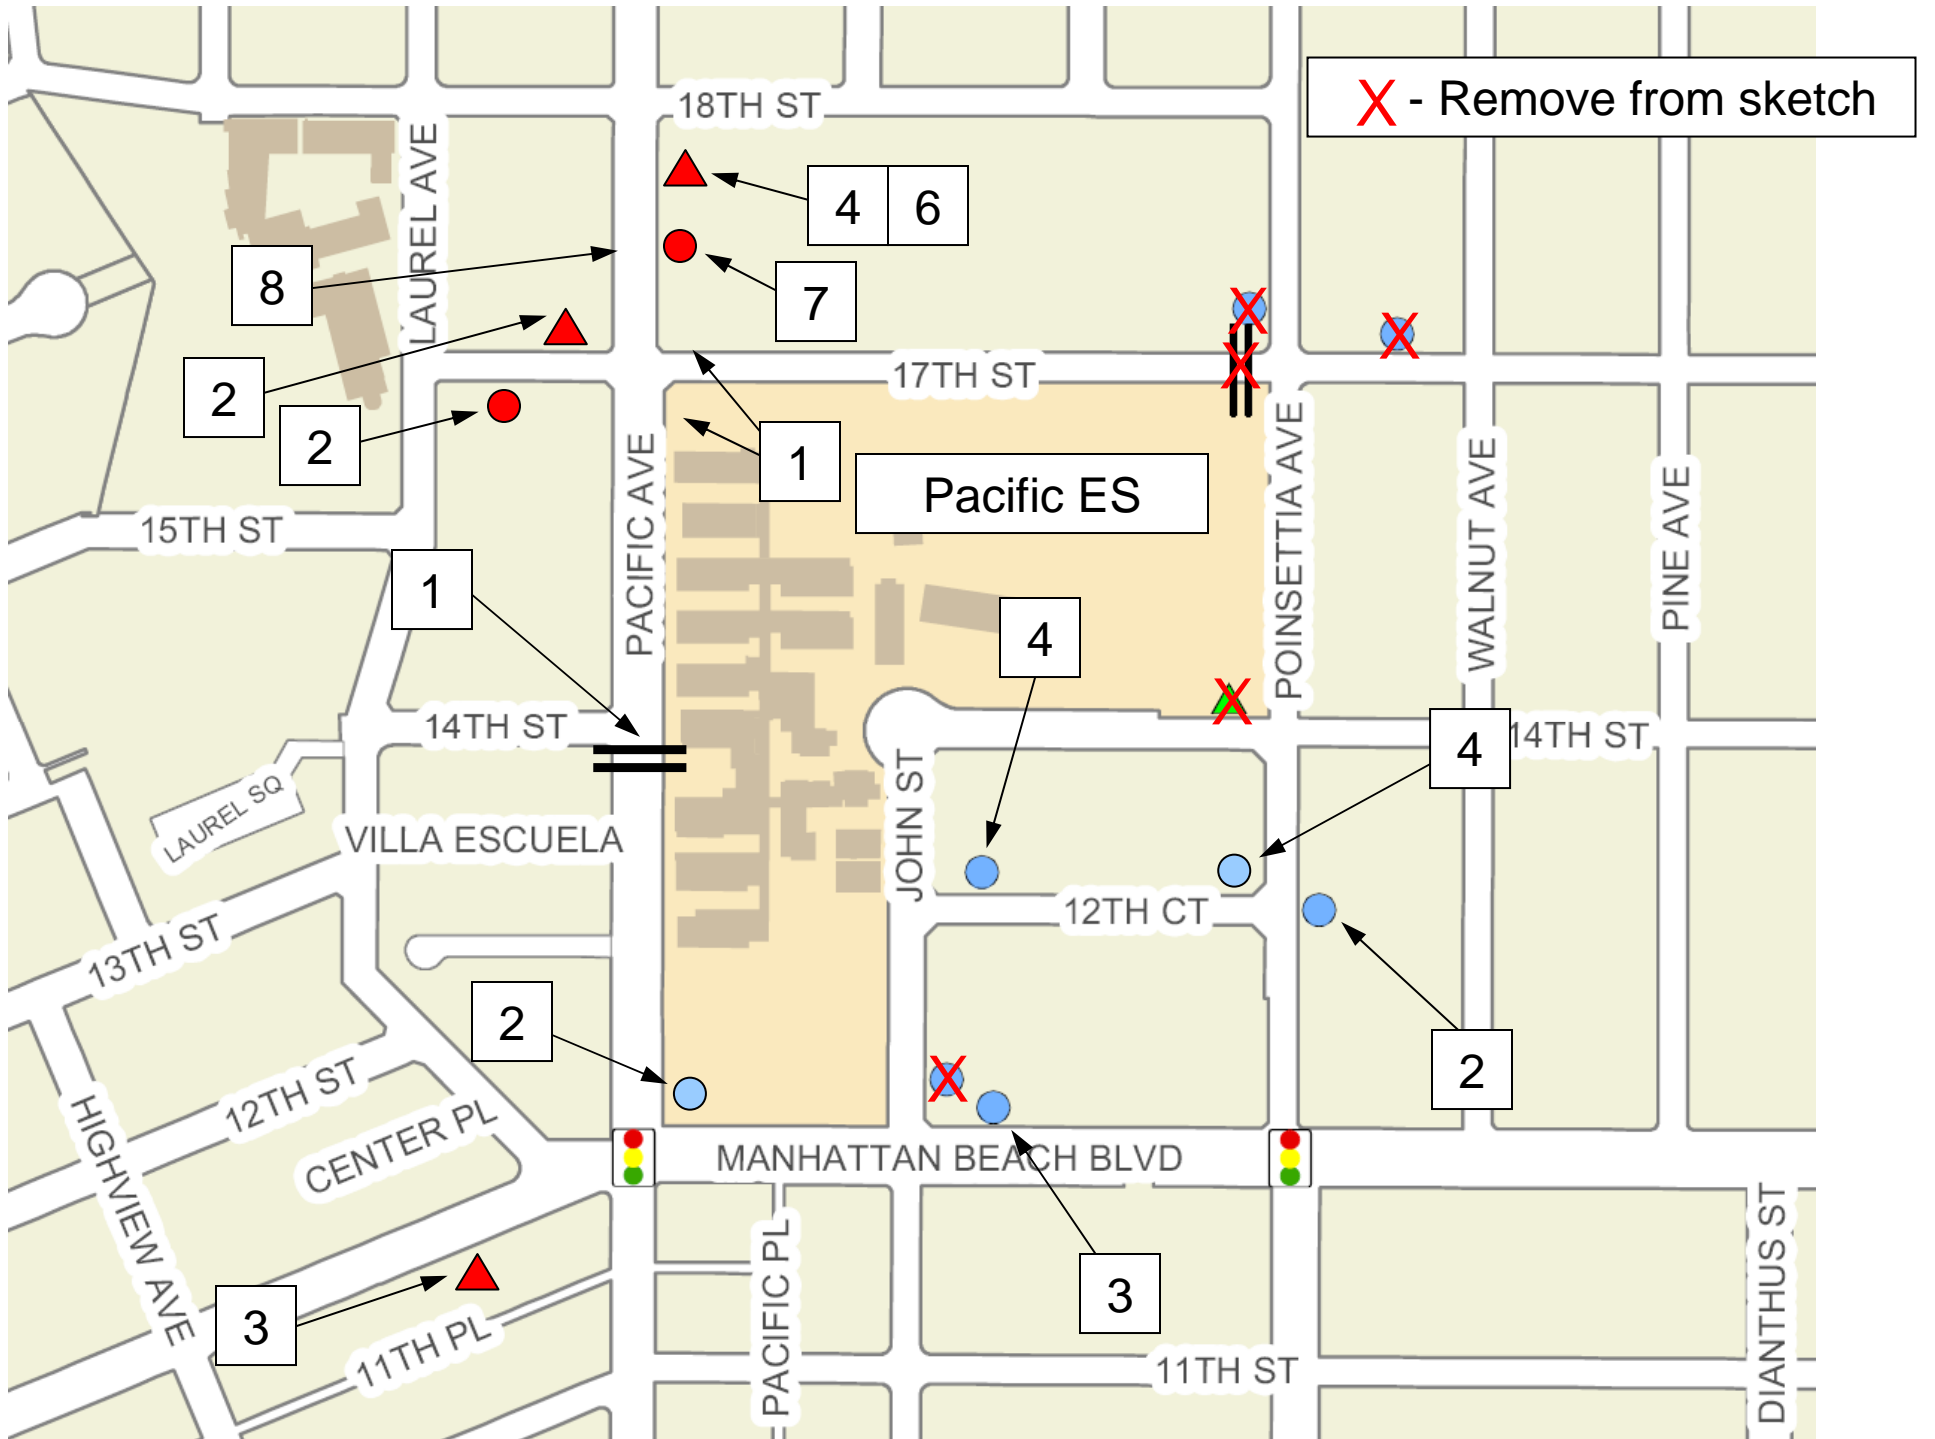 X - Remove from sketch
18TH ST
LAUREL AVE
4 6
8
7
2
17TH ST
2
1
Pacific ES
PACIFIC AVE
POINSETTIA AVE
WALNUT AVE
PINE AVE
15TH ST
1
4
14TH ST
4
14TH ST
LAUREL SQ
VILLA ESCUELA
JOHN ST
12TH CT
13TH ST
2
2
12TH ST
HIGHVIEW AVE
CENTER PL
MANHATTAN BEACH BLVD
3
3
11TH PL
PACIFIC PL
11TH ST
DIANTHUS ST